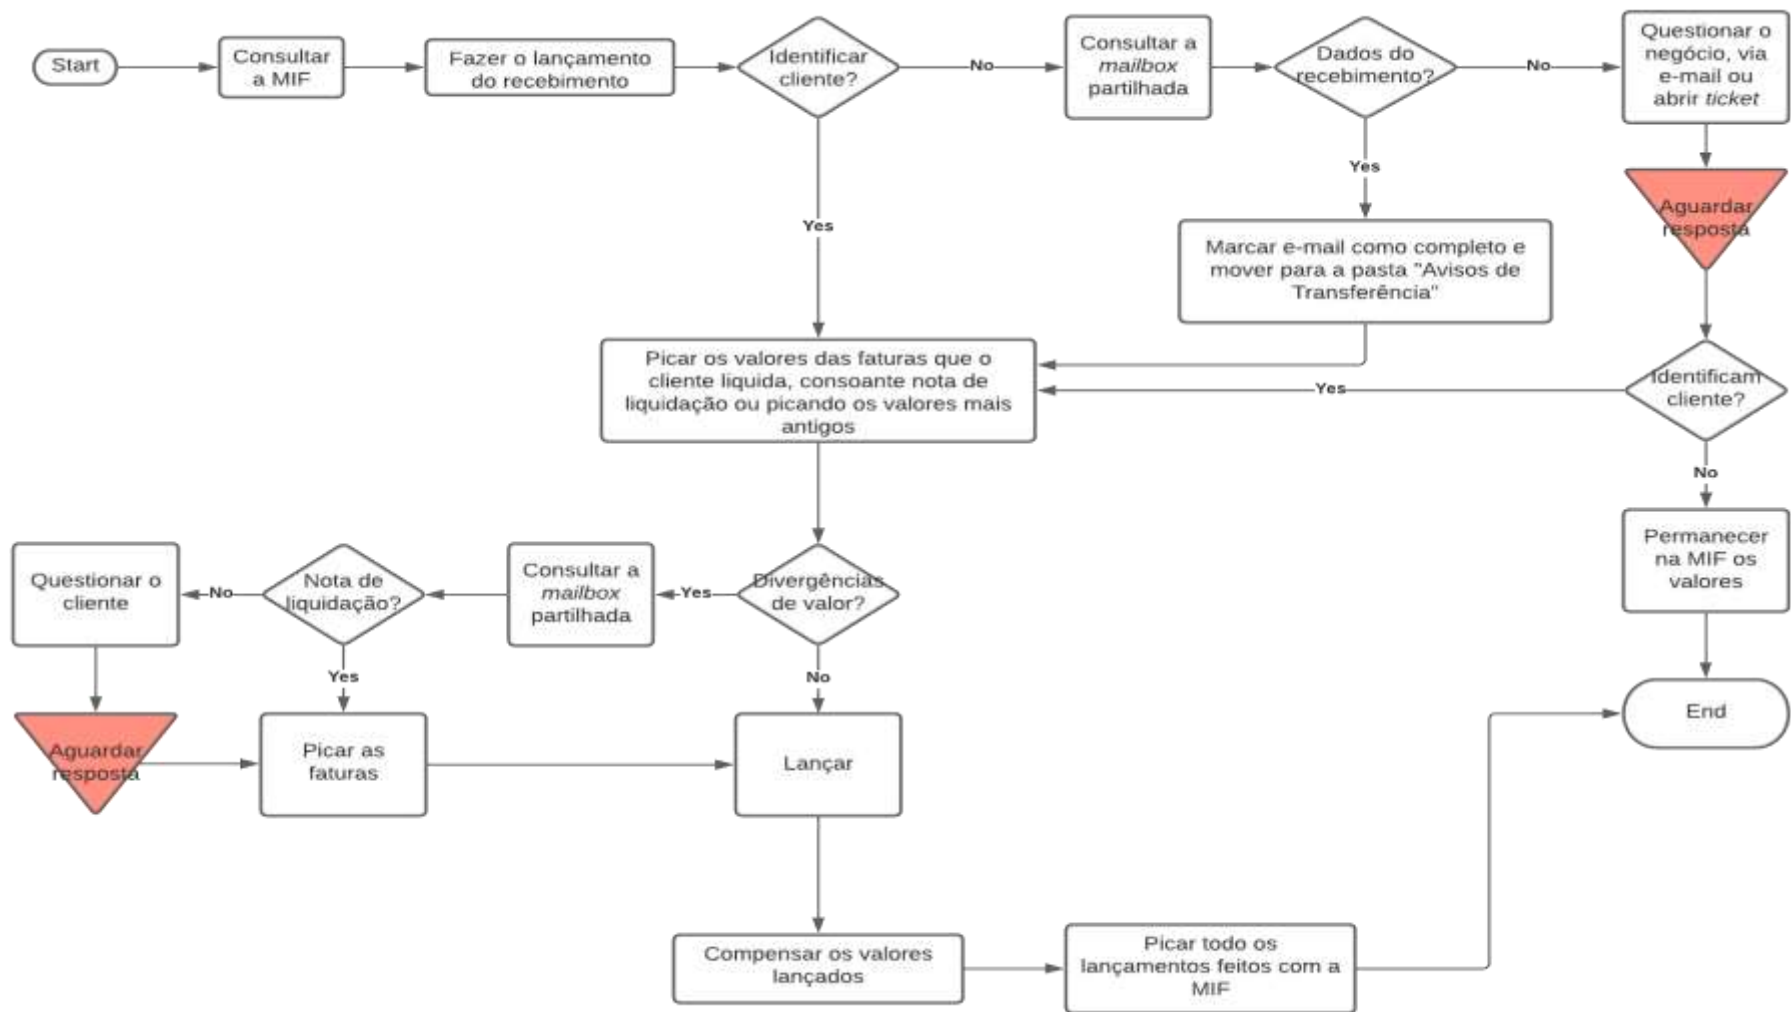 Start
Consultar
a MIF
Fazer o lançamento
do recebimento
Identificar
cliente?
No
Consultar a
mailbox
partilhada
Dados do
recebimento?
No
Questionar o
negócio, via
e-mail ou
abrir ticket
Yes
Yes
Aguardar
resposta
Marcar e-mail como completo e
mover para a pasta "Avisos de
Transferência"
Picar os valores das faturas que o
cliente liquida, consoante nota de
liquidação ou picando os valores mais
antigos
Yes
Identificam
cliente?
No
Permanecer
na MIF os
valores
Questionar o
cliente
No
Nota de
liquidação?
Consultar a
mailbox
partilhada
Yes
Divergências
de valor?
Yes
No
Aguardar
resposta
Picar as
faturas
Lançar
End
Compensar os valores
lançados
Picar todo os
lançamentos feitos com a
MIF